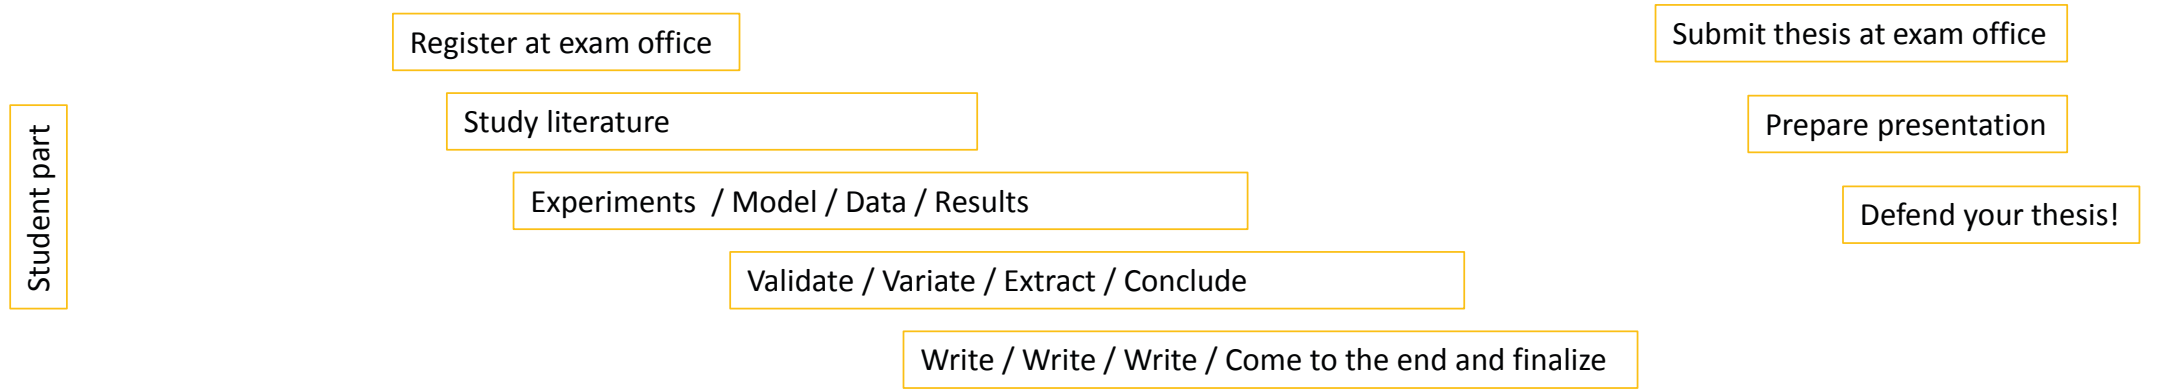 Student part
Register at exam office
Study literature
Experiments / Model / Data / Results
Validate / Variate / Extract / Conclude
Write / Write / Write / Come to the end and finalize
Submit thesis at exam office
Prepare presentation
Defend your thesis!